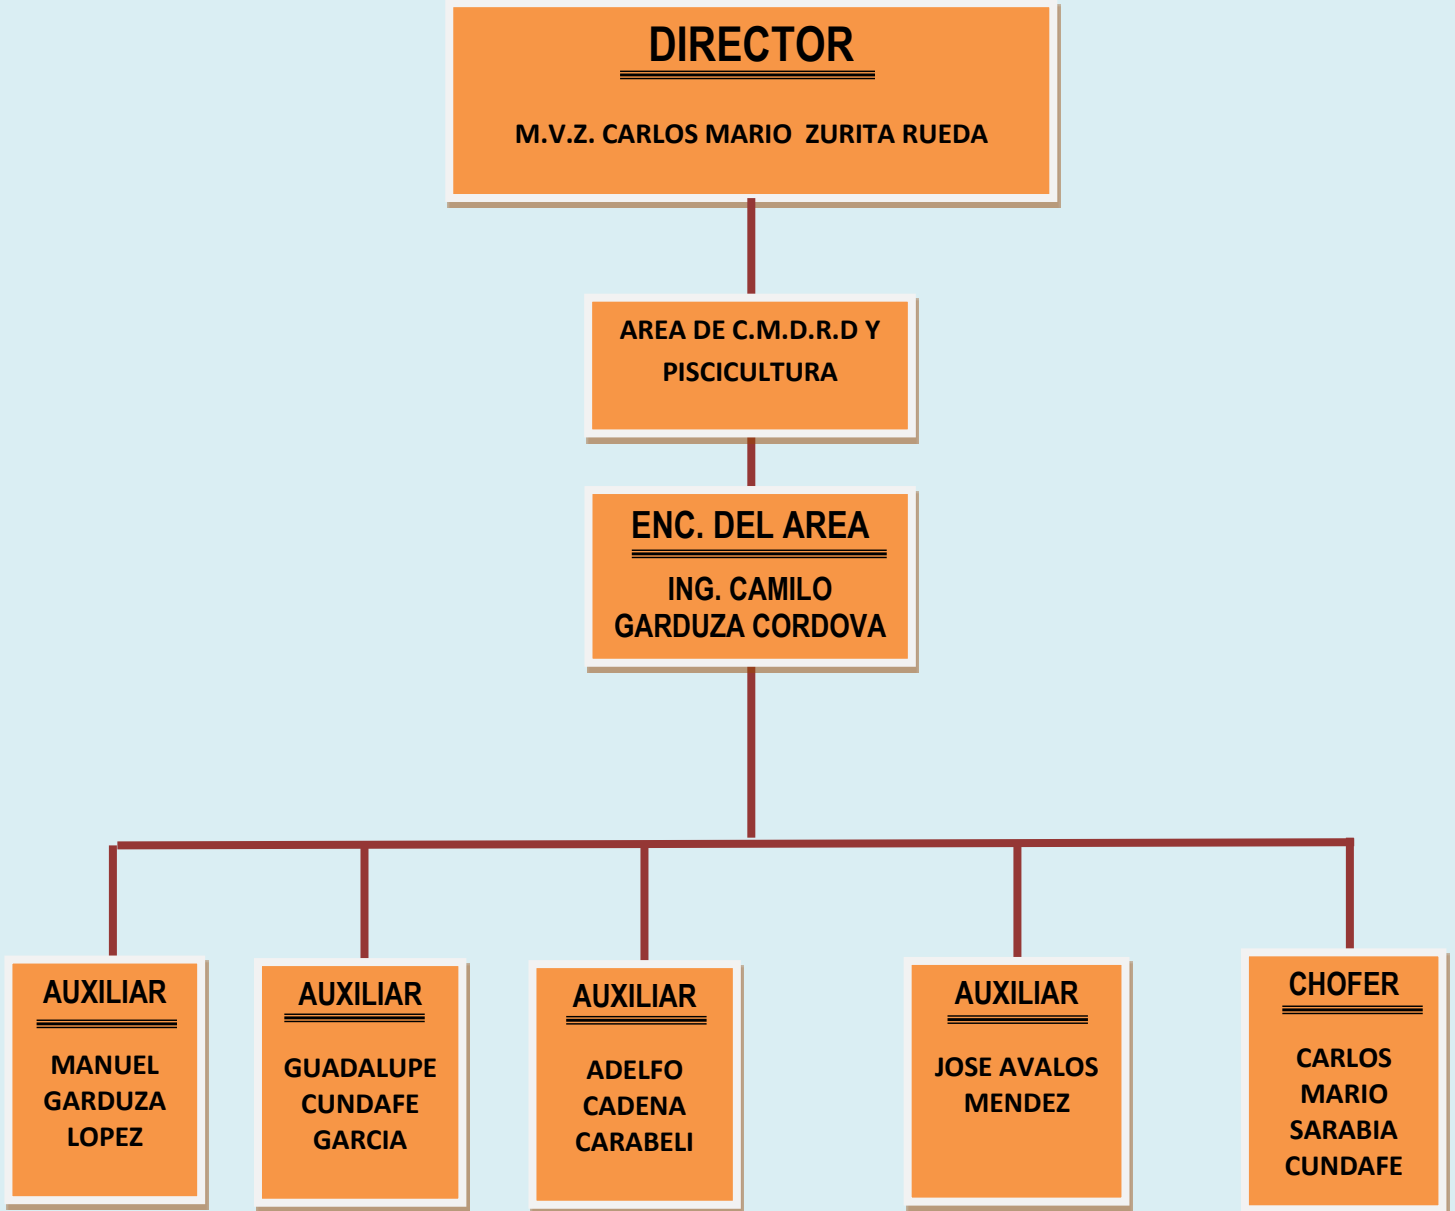 DIRECTOR
M.V.Z. CARLOS MARIO ZURITA RUEDA
AREA DE C.M.D.R.D Y
PISCICULTURA
ENC. DEL AREA
ING. CAMILO
GARDUZA CORDOVA
AUXILIAR
MANUEL
GARDUZA
LOPEZ
AUXILIAR
GUADALUPE
CUNDAFE
GARCIA
AUXILIAR
ADELFO
CADENA
CARABELI
AUXILIAR
JOSE AVALOS
MENDEZ
CHOFER
CARLOS
MARIO
SARABIA
CUNDAFE